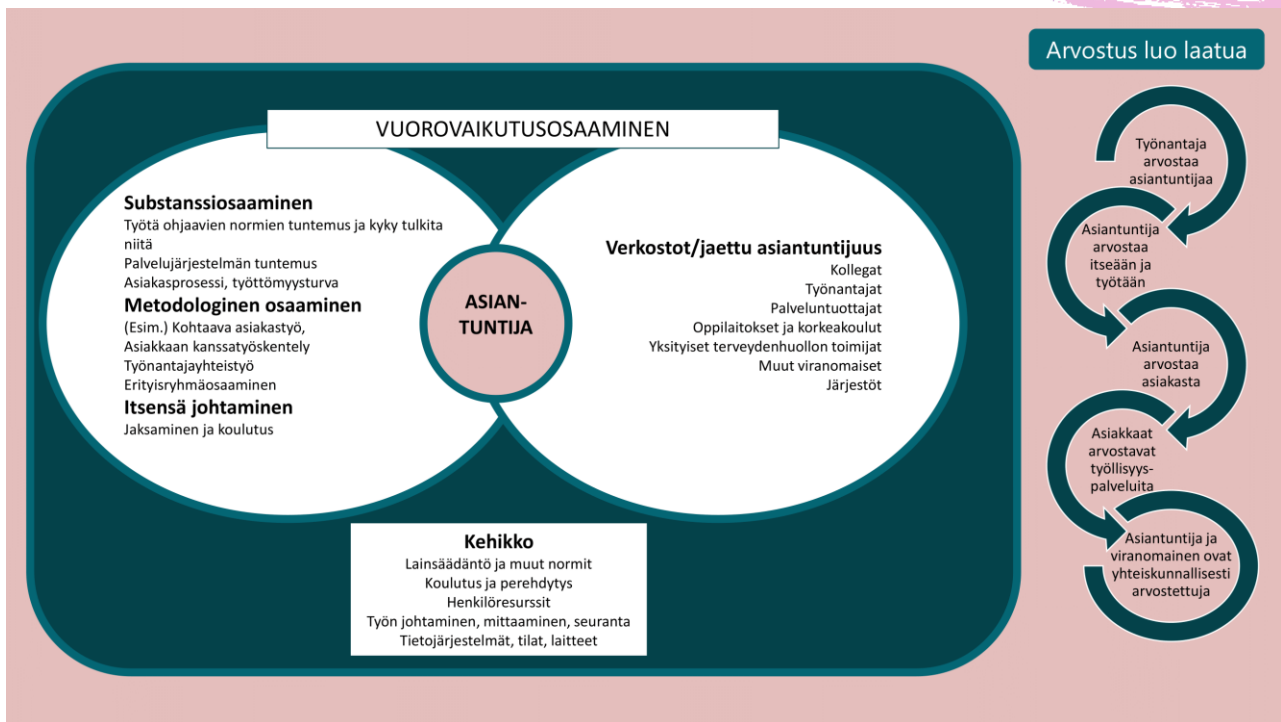 VUOROVAIKUTUSOSAAMINEN
Substanssiosaaminen
Työtä ohjaavien normien tuntemus ja kyky tulkita
niitä
Palvelujärjestelmän tuntemus
Asiakasprosessi, työttömyysturva
Metodologinen osaaminen
(Esim.) Kohtaava asiakastyö,
Asiakkaan kanssatyöskentely
Työnantajayhteistyö
Erityisryhmäosaaminen
Itsensä johtaminen
Jaksaminen ja koulutus
ASIAN-
TUNTIJA
Verkostot/jaettu asiantuntijuus
Kollegat
Työnantajat
Palveluntuottajat
Oppilaitokset ja korkeakoulut
Yksityiset terveydenhuollon toimijat
Muut viranomaiset
Järjestöt
Kehikko
Lainsäädäntö ja muut normit
Koulutus ja perehdytys
Henkilöresurssit
Työn johtaminen, mittaaminen, seuranta
Tietojärjestelmät, tilat, laitteet
Arvostus luo laatua
Työnantaja
arvostaa
asiantuntijaa
Asiantuntija
arvostaa
itseään ja
työtään
Asiantuntija
arvostaa
asiakasta
Asiakkaat
arvostavat
työllisyys-
palveluita
Asiantuntija ja
viranomainen ovat
yhteiskunnallisesti
arvostettuja